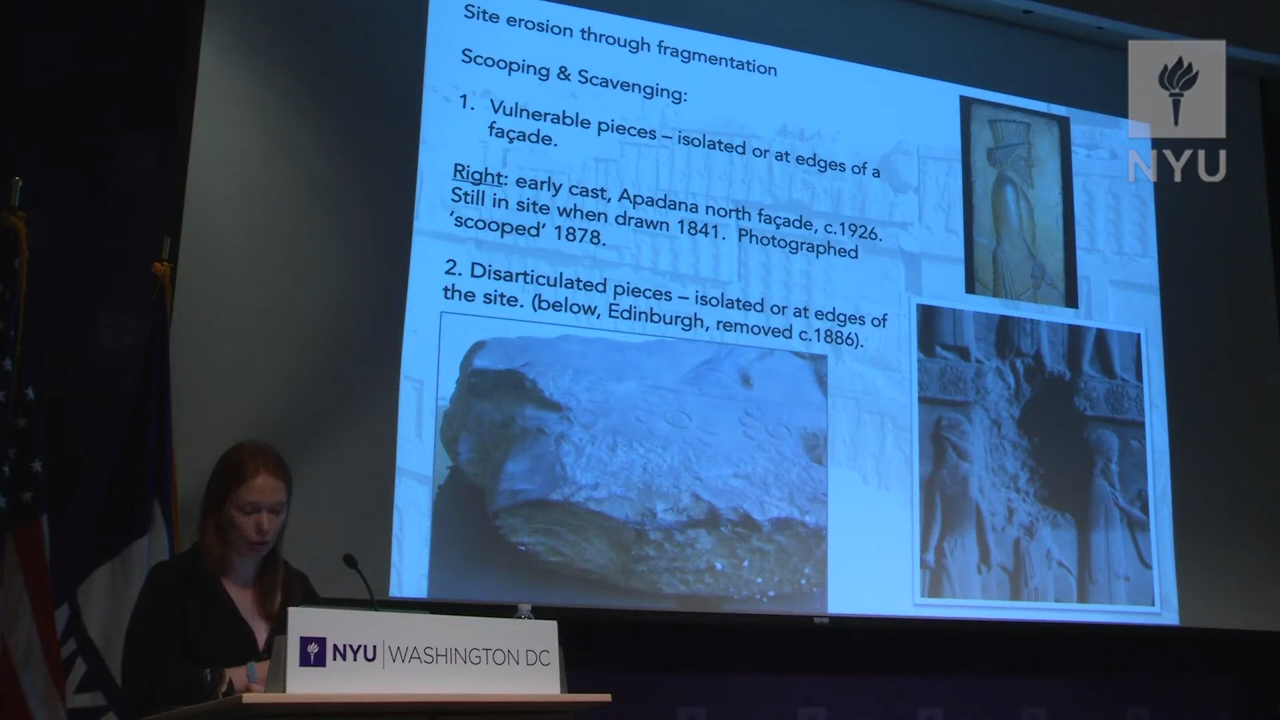 Site erosion through fragmentation
Scooping & Scavenging:
1. Vulnerable pieces – isolated or at edges of a
façade.
Right: early cast, Apadana north façade, c.1926.
Still in site when drawn 1841. Photographed
‘scooped’ 1878.
2. Disarticulated pieces – isolated or at edges of
the site. (below, Edinburgh, removed c.1886).
NYU
NYU | WASHINGTON DC